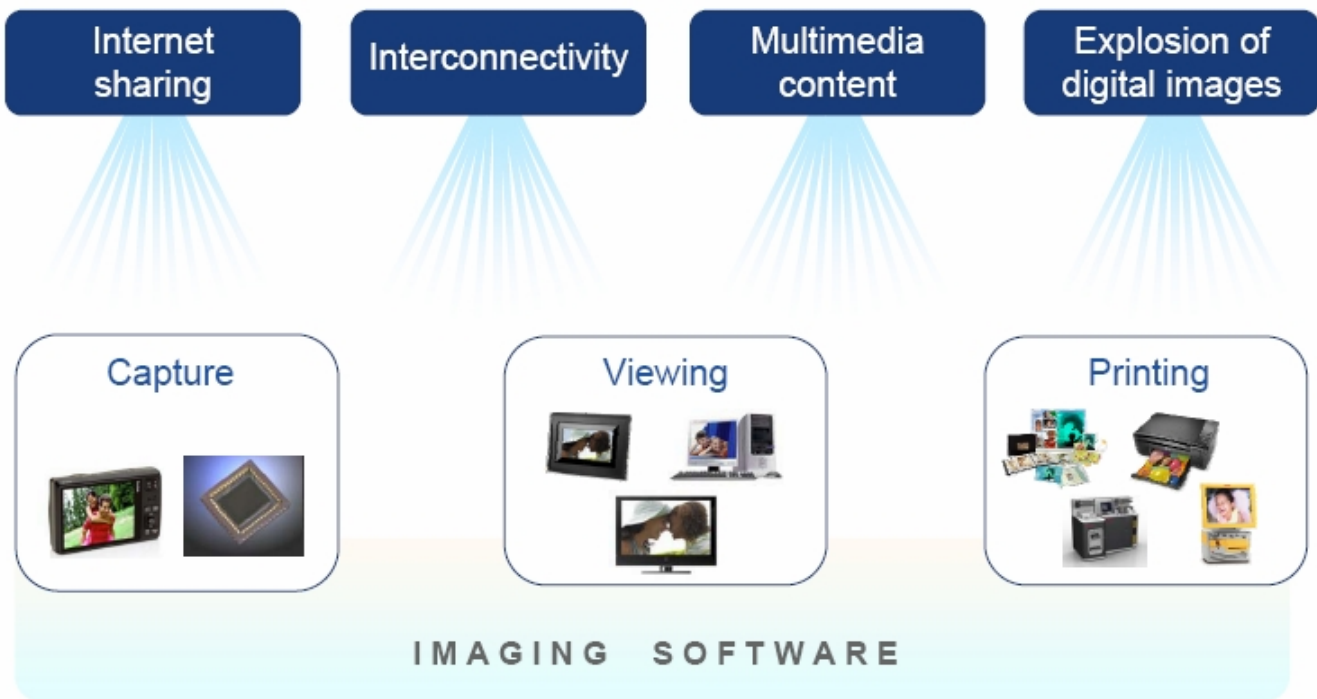 Internet
sharing
Interconnectivity
Multimedia
content
Explosion of
digital images
Capture
Viewing
Printing
IMAGING SOFTWARE